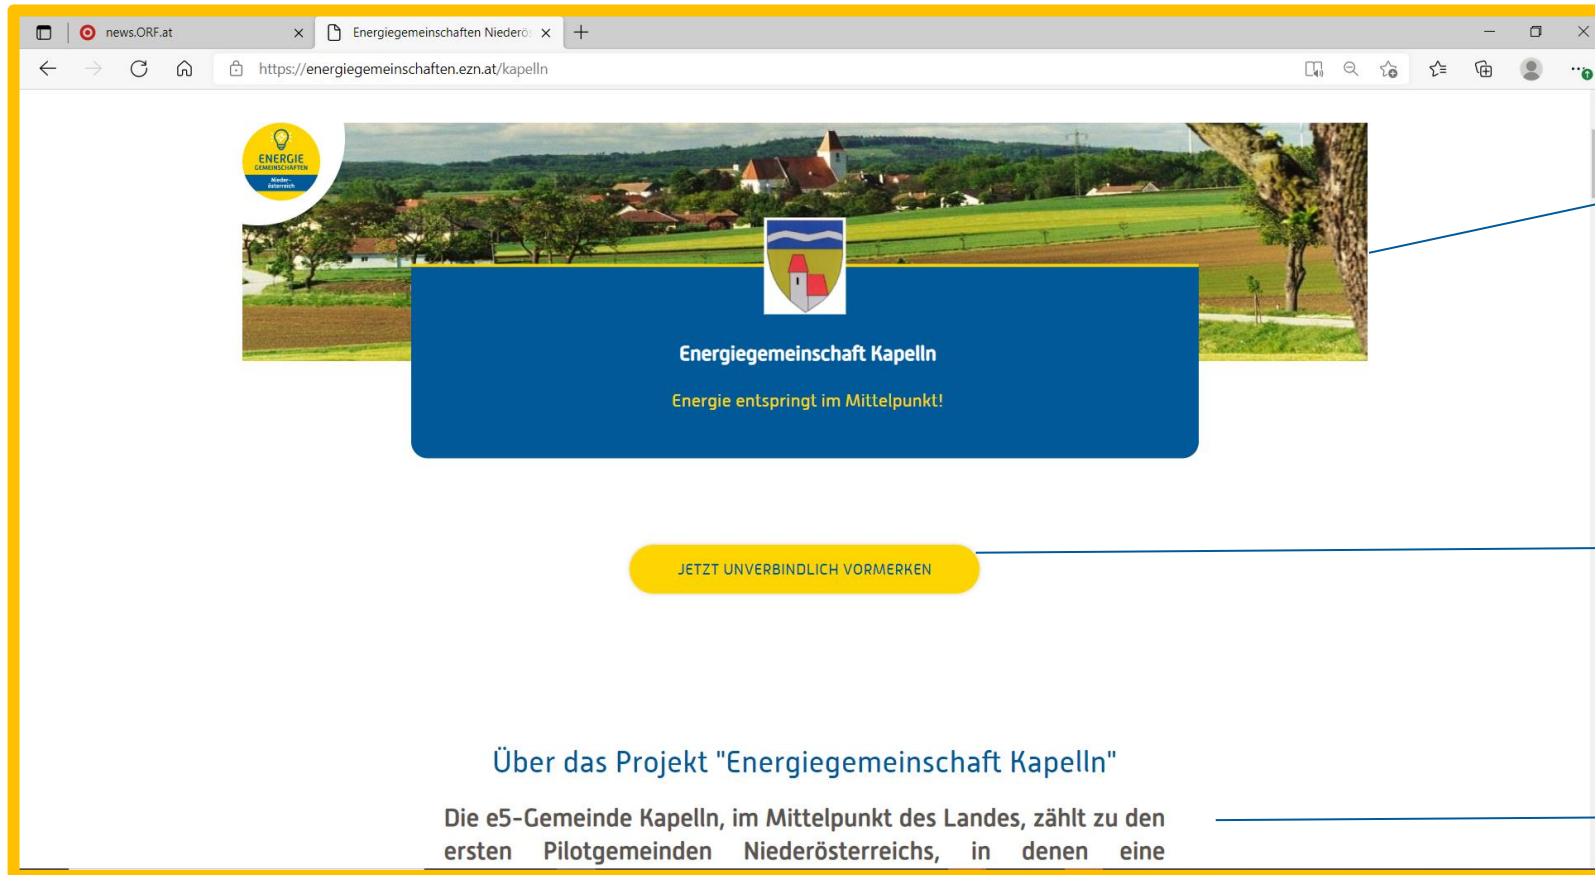 news.ORF.at
Energiegemeinschaften Niederö
https://energiegemeinschaften.ezn.at/kapelln
ENERGIE
GEMEINSCHAFTEN
Nieder-
österreich
Energiegemeinschaft Kapelln
Energie entspringt im Mittelpunkt!
JETZT UNVERBINDLICH VORMERKEN
Über das Projekt "Energiegemeinschaft Kapelln"
Die e5-Gemeinde Kapelln, im Mittelpunkt des Landes, zählt zu den
ersten Pilotgemeinden Niederösterreichs, in denen eine